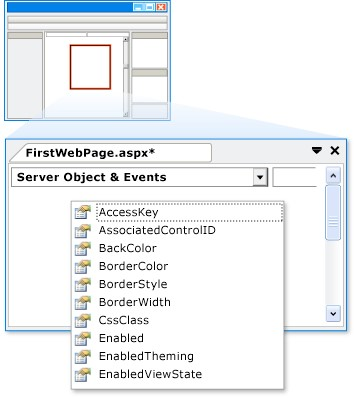 FirstWebPage.aspx*
Server Object & Events
AccessKey
AssociatedControlID
BackColor
BorderColor
BorderStyle
BorderWidth
CssClass
Enabled
EnabledTheming
EnabledViewState